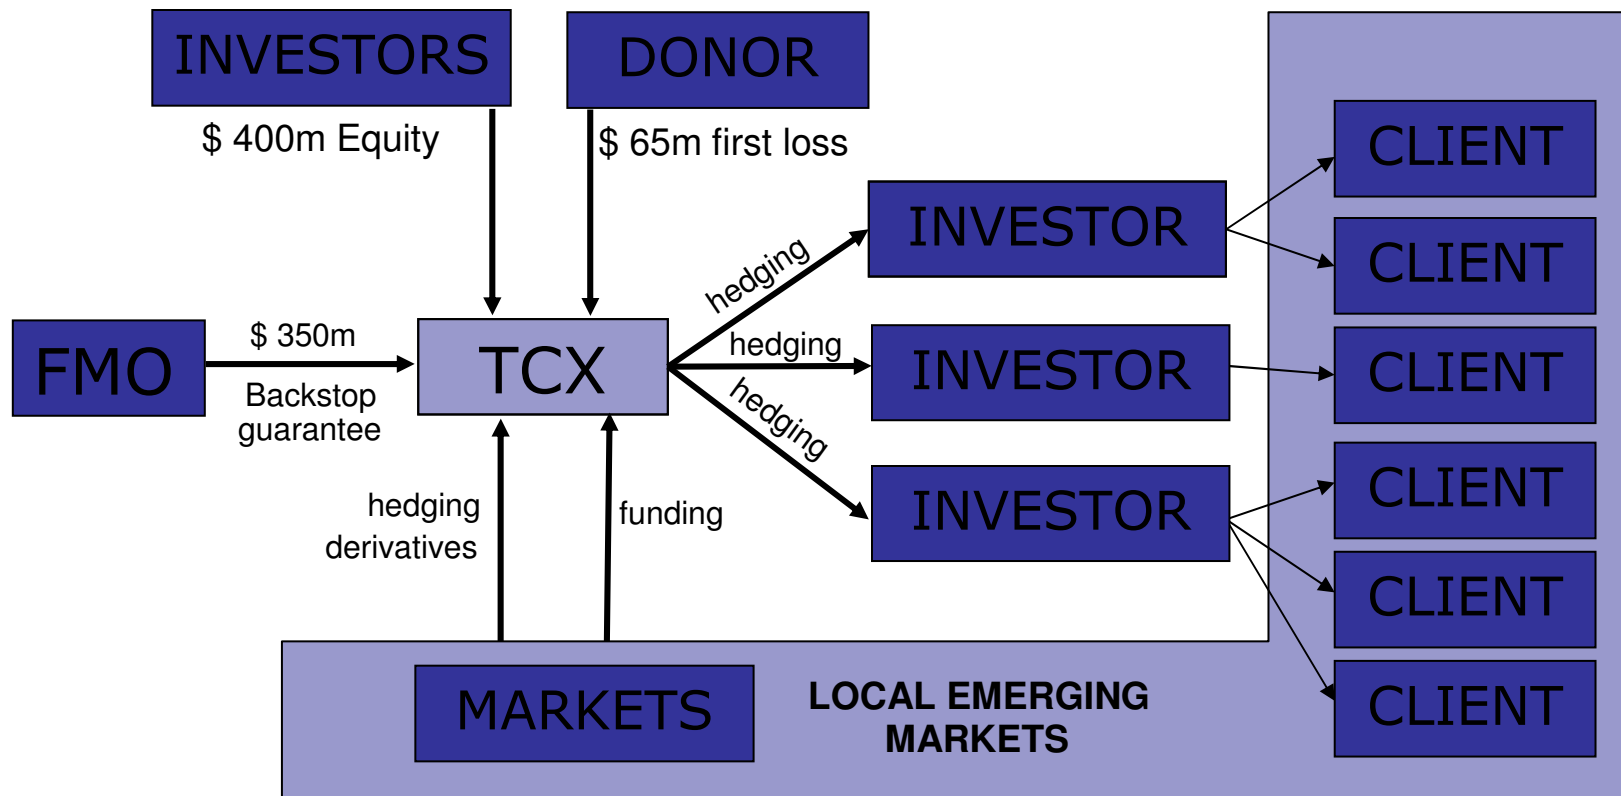 INVESTORS
DONOR
$ 400m Equity
$ 65m first loss
CLIENT
INVESTOR
hedging
CLIENT
FMO
$ 350m
Backstop
guarantee
TCX
hedging
INVESTOR
CLIENT
hedging
INVESTOR
CLIENT
hedging
derivatives
funding
CLIENT
MARKETS
LOCAL EMERGING
MARKETS
CLIENT